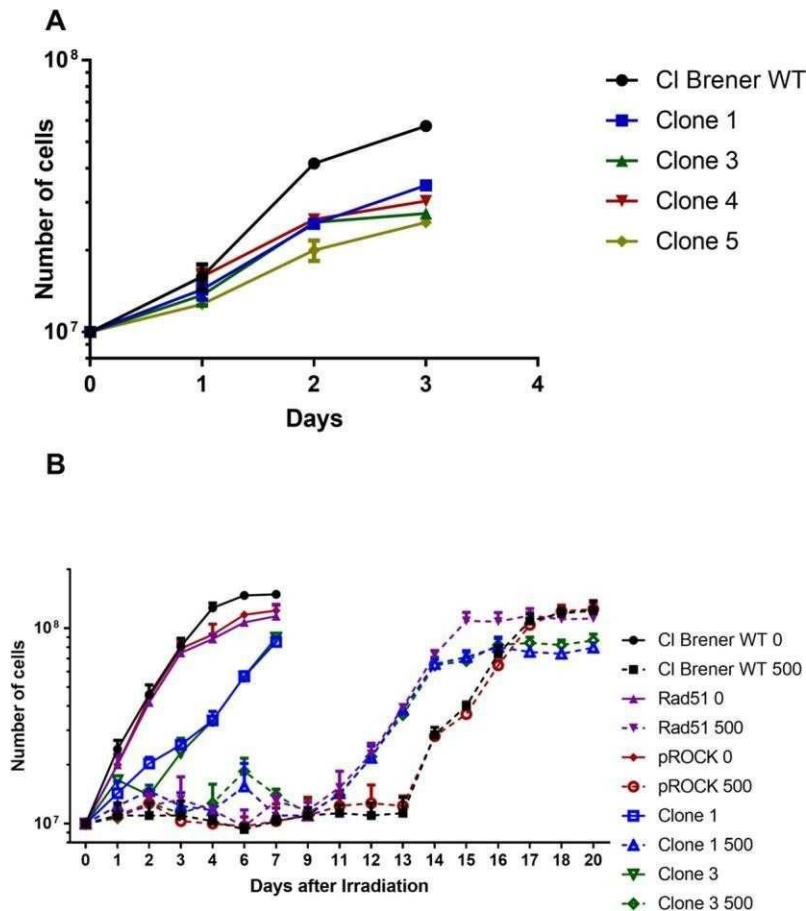 A
10⁸
Number of cells
10⁷
0 1 2 3 4
Days
Cl Brener WT
Clone 1
Clone 3
Clone 4
Clone 5
B
Number of cells
10⁸
10⁷
0 1 2 3 4 6 7 9 11 12 13 14 15 16 17 18 20
Days after Irradiation
Cl Brener WT 0
Cl Brener WT 500
Rad51 0
Rad51 500
pROCK 0
pROCK 500
Clone 1
Clone 1 500
Clone 3
Clone 3 500